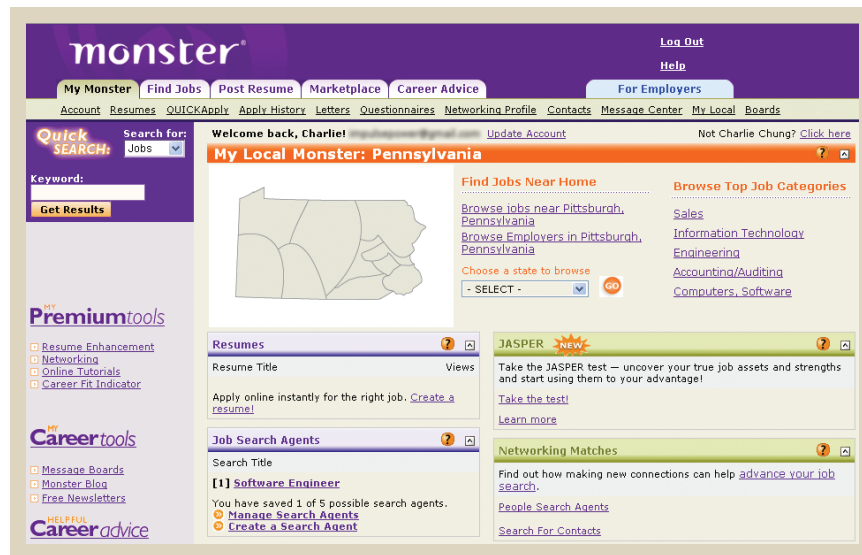 monster
Log Out
Help
My Monster Find Jobs Post Resume Marketplace Career Advice For Employers
Account Resumes QUICKApply Apply History Letters Questionnaires Networking Profile Contacts Message Center My Local Boards
Quick SEARCH:
Search for:
Jobs
Keyword:
Get Results
Welcome back, Charlie! Update Account Not Charlie Chung? Click here
My Local Monster: Pennsylvania
Find Jobs Near Home
Browse jobs near Pittsburgh,
Pennsylvania
Browse Employers in Pittsburgh,
Pennsylvania
Choose a state to browse
- SELECT - GO
Browse Top Job Categories
Sales
Information Technology
Engineering
Accounting/Auditing
Computers, Software
MY
Premiumtools
Resume Enhancement
Networking
Online Tutorials
Career Fit Indicator
MY
Careertools
Message Boards
Monster Blog
Free Newsletters
HELPFUL
Careeradvice
Resumes ?
Resume Title Views
Apply online instantly for the right job. Create a
resume!
Job Search Agents ?
Search Title
[1] Software Engineer
You have saved 1 of 5 possible search agents.
Manage Search Agents
Create a Search Agent
JASPER NEW ?
Take the JASPER test — uncover your true job assets and strengths
and start using them to your advantage!
Take the test!
Learn more
Networking Matches ?
Find out how making new connections can help advance your job
search.
People Search Agents
Search For Contacts